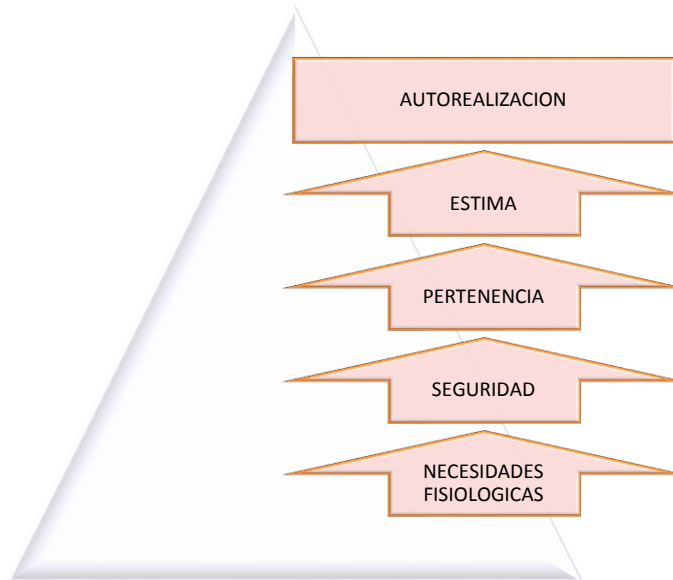 AUTOREALIZACION
ESTIMA
PERTENENCIA
SEGURIDAD
NECESIDADES
FISIOLOGICAS